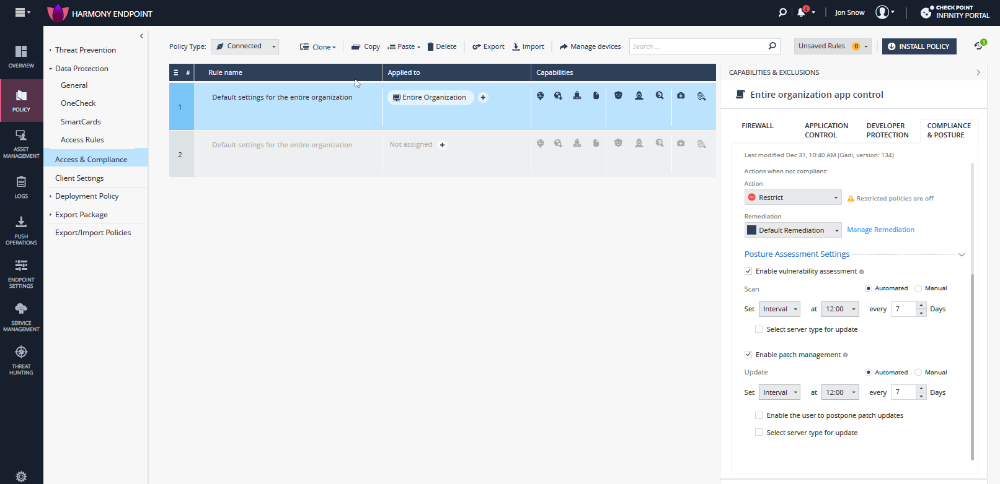 HARMONY ENDPOINT
4
Jon Snow
CHECK POINT
INFINITY PORTAL
OVERVIEW
POLICY
ASSET
MANAGEMENT
LOGS
PUSH
OPERATIONS
ENDPOINT
SETTINGS
SERVICE
MANAGEMENT
THREAT
HUNTING
Threat Prevention
Data Protection
General
OneCheck
SmartCards
Access Rules
Access & Compliance
Client Settings
Deployment Policy
Export Package
Export/Import Policies
Policy Type: Connected Clone Copy Paste Delete Export Import Manage devices Search ... Unsaved Rules 0 INSTALL POLICY 1
# Rule name Applied to Capabilities
1 Default settings for the entire organization Entire Organization
2 Default settings for the entire organization Not assigned
CAPABILITIES & EXCLUSIONS
Entire organization app control
FIREWALL
APPLICATION
CONTROL
DEVELOPER
PROTECTION
COMPLIANCE
& POSTURE
Last modified Dec 31, 10:40 AM (Gadi, version: 134)
Actions when not compliant:
Action
Restrict Restricted policies are off
Remediation
Default Remediation Manage Remediation
Posture Assessment Settings
Enable vulnerability assessment
Scan Automated Manual
Set Interval at 12:00 every 7 Days
Select server type for update
Enable patch management
Update Automated Manual
Set Interval at 12:00 every 7 Days
Enable the user to postpone patch updates
Select server type for update